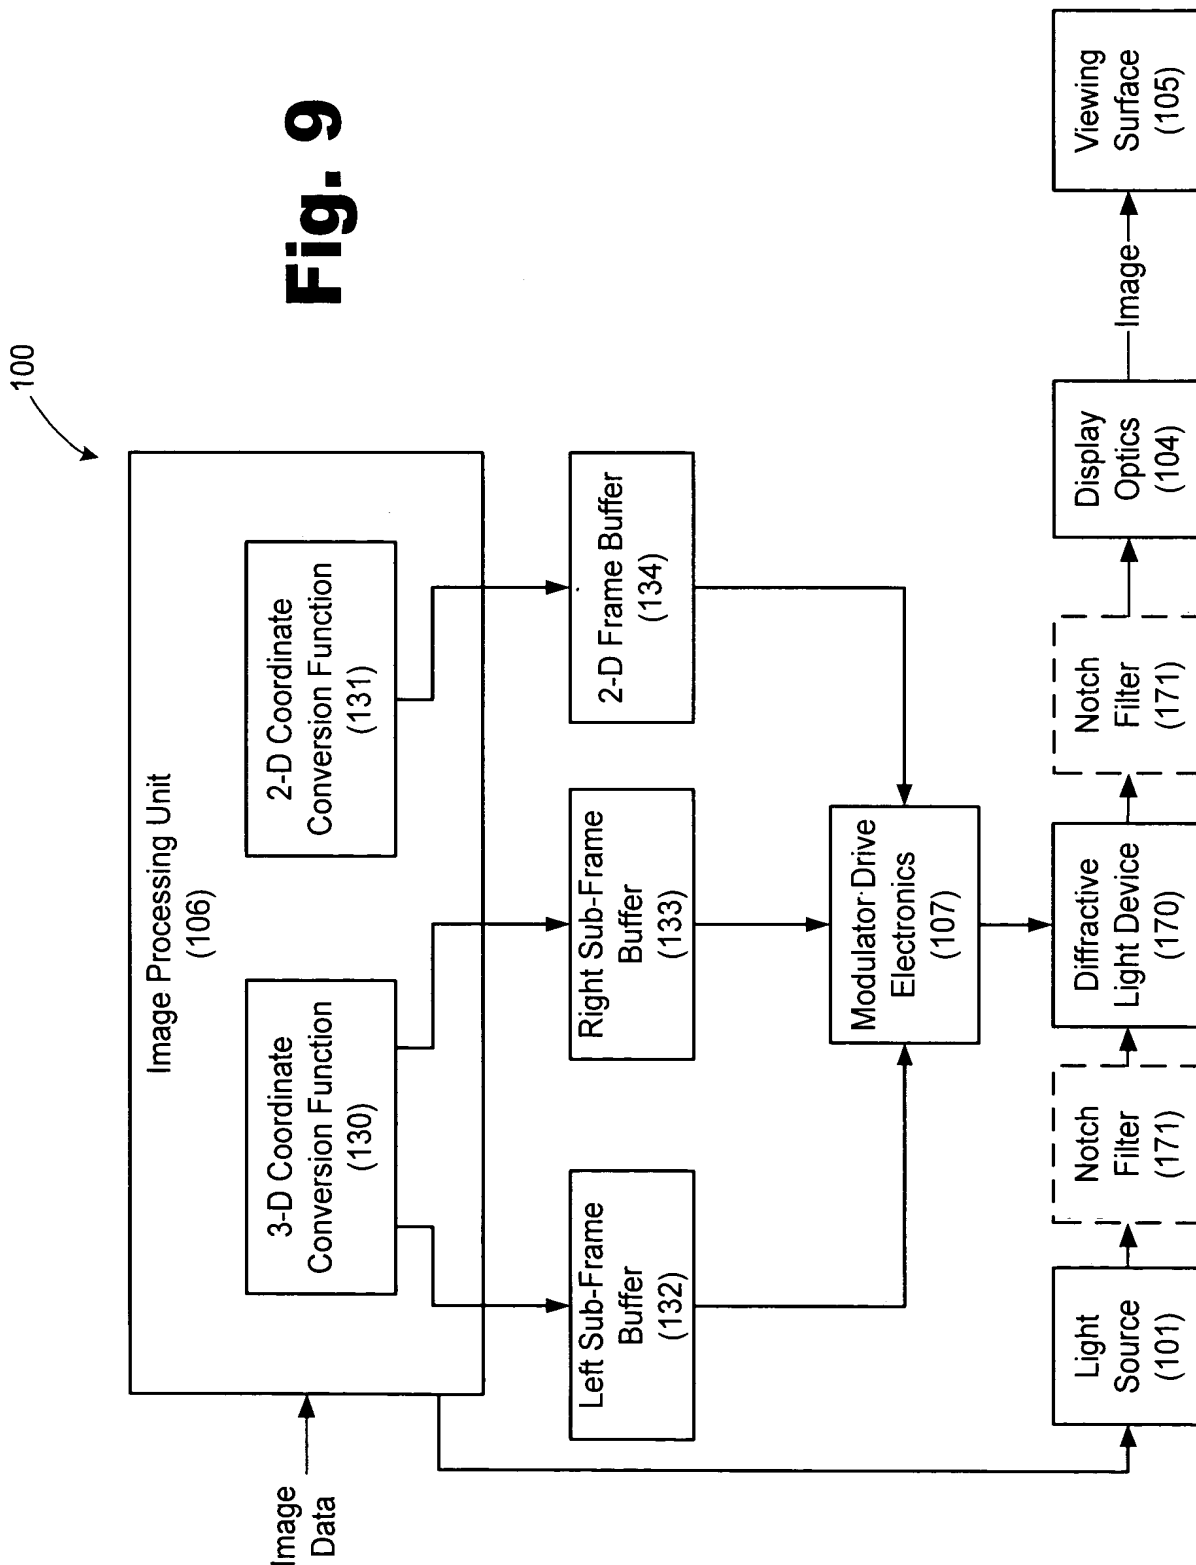 Fig. 9
100
Image
Data
Image Processing Unit
(106)
3-D Coordinate
Conversion Function
(130)
2-D Coordinate
Conversion Function
(131)
Left Sub-Frame
Buffer
(132)
Right Sub-Frame
Buffer
(133)
2-D Frame Buffer
(134)
Modulator Drive
Electronics
(107)
Light
Source
(101)
Notch
Filter
(171)
Diffractive
Light Device
(170)
Notch
Filter
(171)
Display
Optics
(104)
Image
Viewing
Surface
(105)